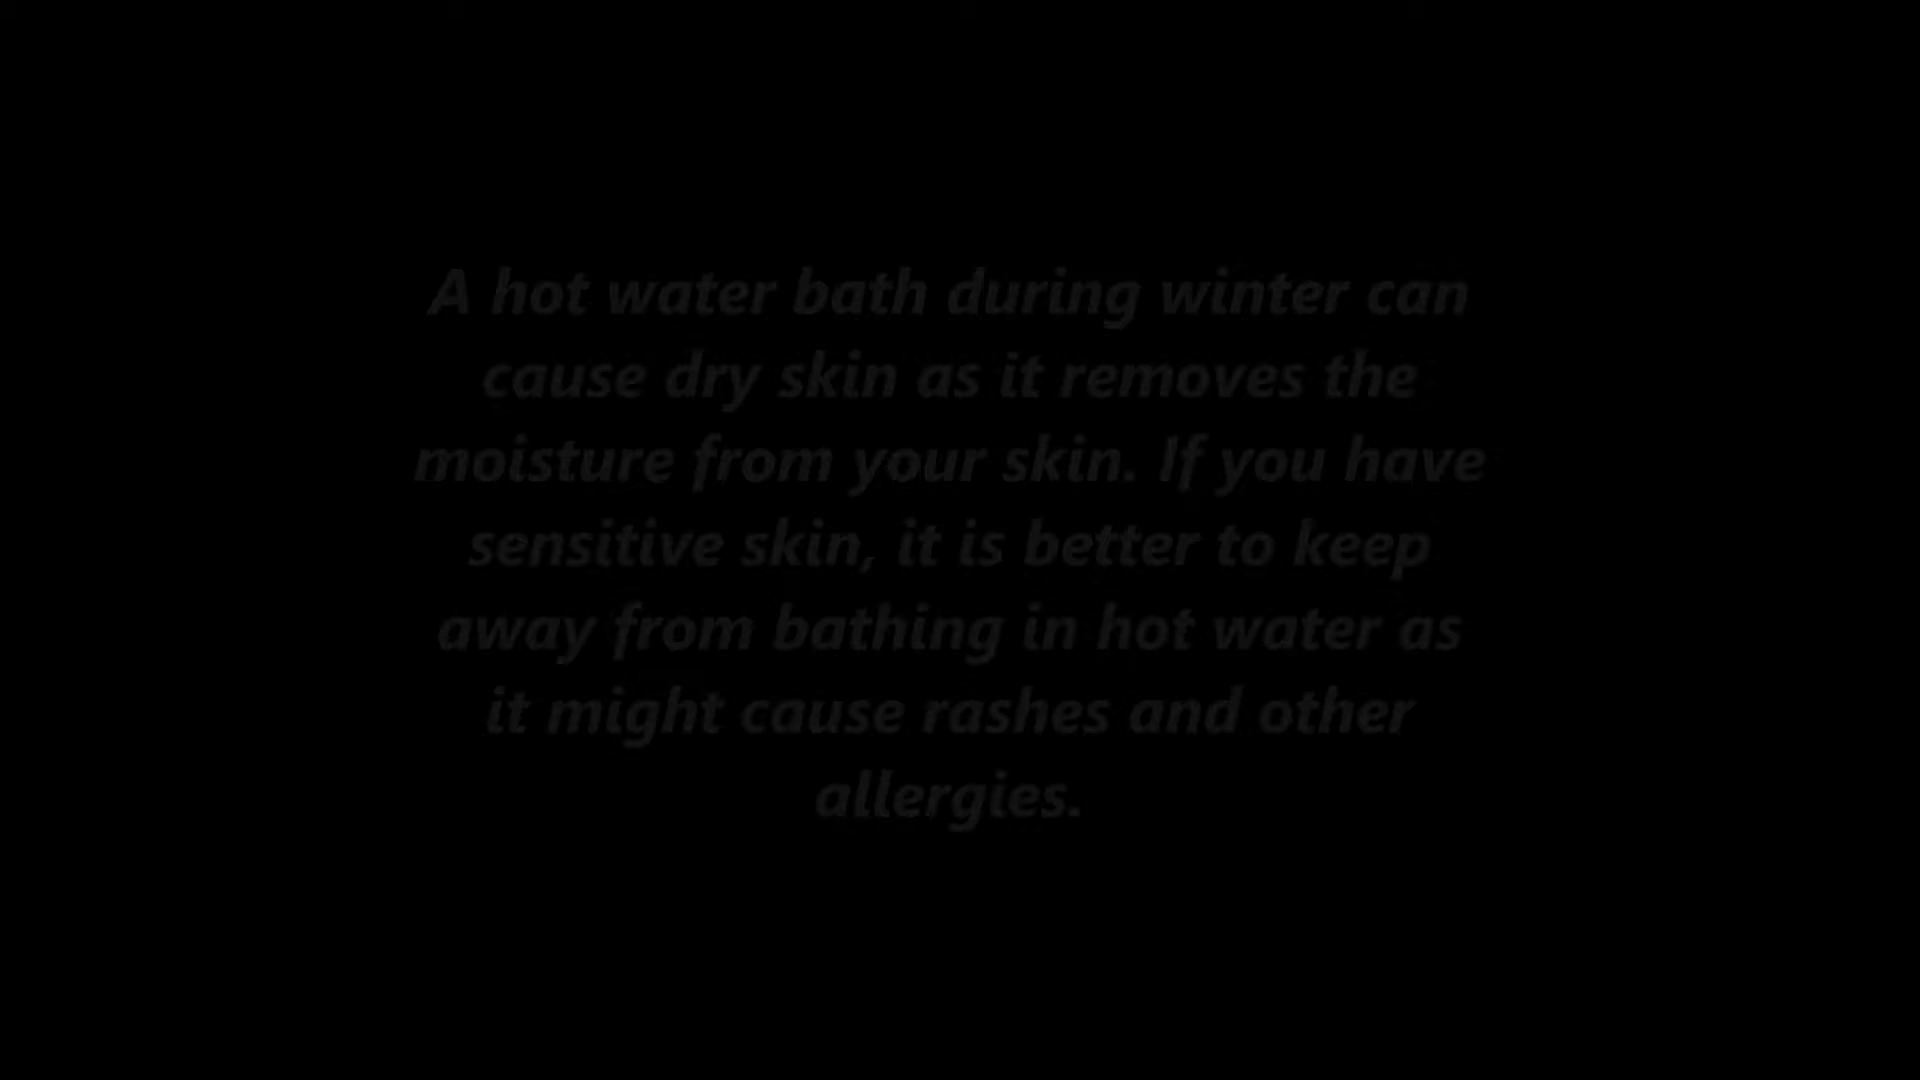 A hot water bath during winter can
cause dry skin as it removes the
moisture from your skin. If you have
sensitive skin, it is better to keep
away from bathing in hot water as
it might cause rashes and other
allergies.